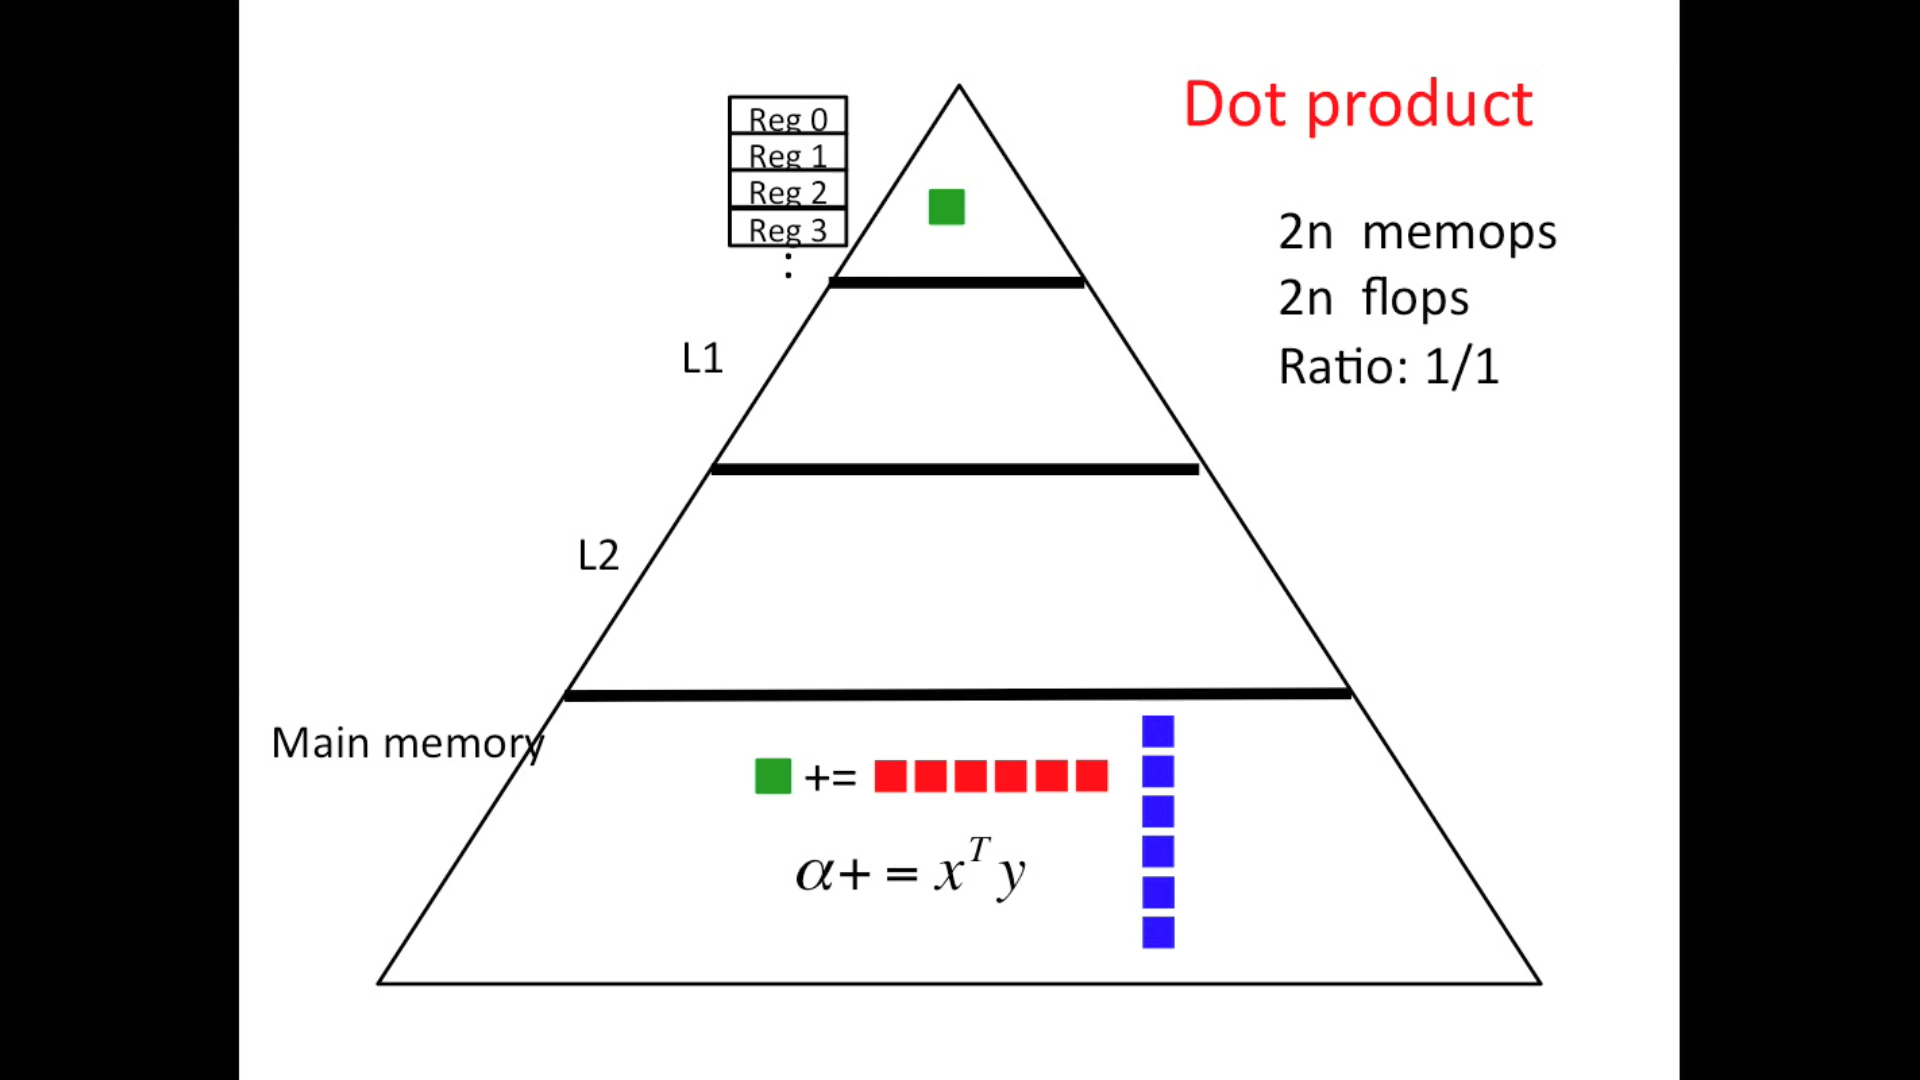 Dot product
Reg 0
Reg 1
Reg 2
Reg 3
:
2n memops
2n flops
Ratio: 1/1
L1
L2
Main memory
+=
α+ = x^T y